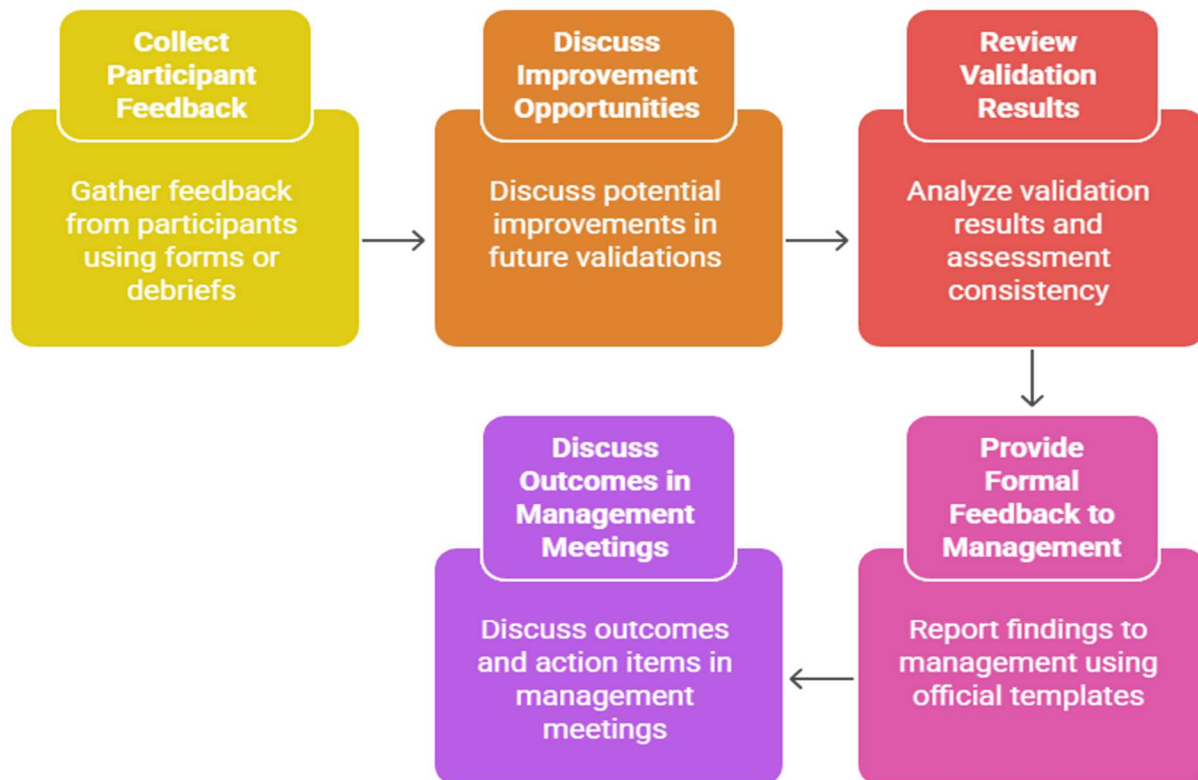 Collect
Participant
Feedback
Gather feedback
from participants
using forms or
debriefs
Discuss
Improvement
Opportunities
Discuss potential
improvements in
future validations
Review
Validation
Results
Analyze validation
results and
assessment
consistency
Provide
Formal
Feedback to
Management
Report findings to
management using
official templates
Discuss
Outcomes in
Management
Meetings
Discuss outcomes
and action items in
management
meetings